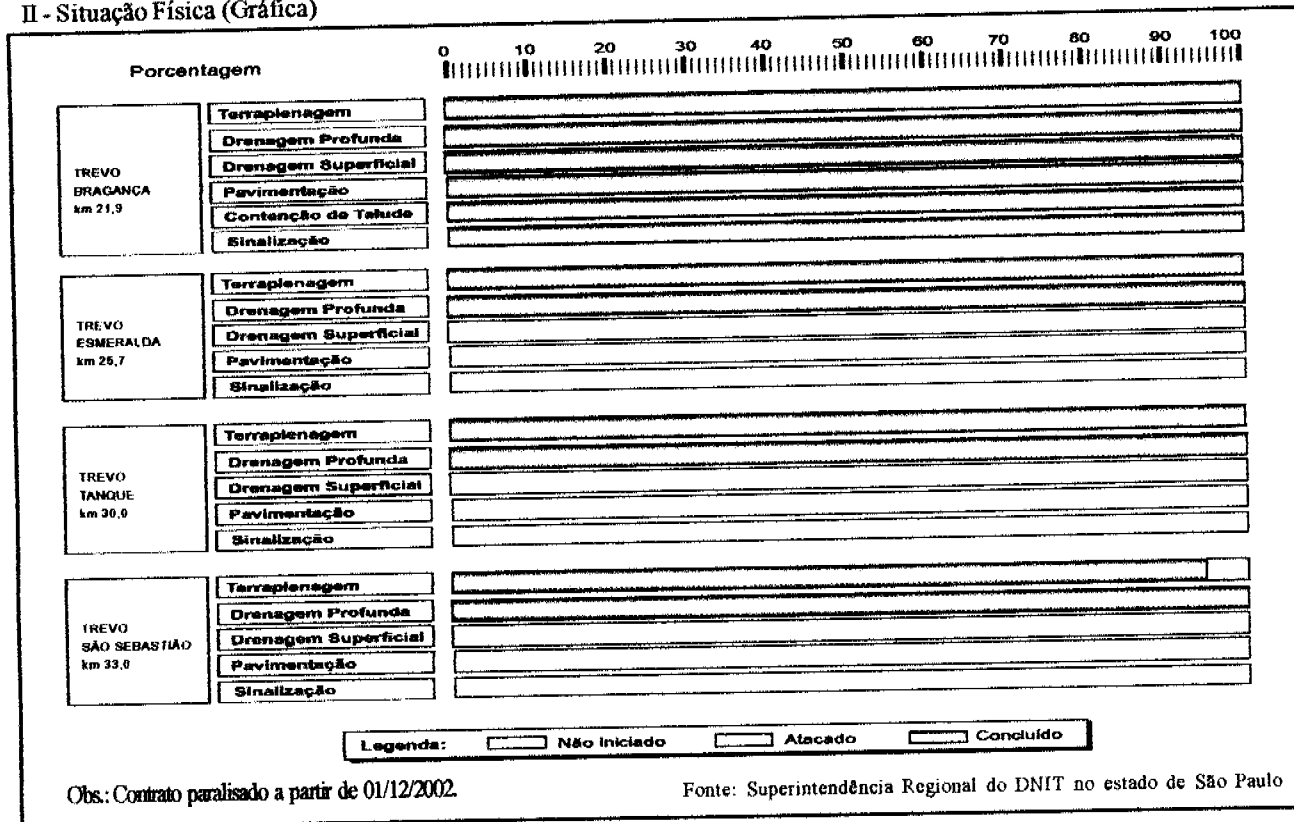 II - Situação Física (Gráfica)
Porcentagem
0 10 20 30 40 50 60 70 80 90 100
TREVO
BRAGANÇA
km 21,9
Terraplenagem
Drenagem Profunda
Drenagem Superficial
Pavimentação
Contenção de Talude
Sinalização
TREVO
ESMERALDA
km 25,7
Terraplenagem
Drenagem Profunda
Drenagem Superficial
Pavimentação
Sinalização
TREVO
TANQUE
km 30,0
Terraplenagem
Drenagem Profunda
Drenagem Superficial
Pavimentação
Sinalização
TREVO
SÃO SEBASTIÃO
km 33,0
Terraplenagem
Drenagem Profunda
Drenagem Superficial
Pavimentação
Sinalização
Legenda: Não Iniciado Atacado Concluído
Obs.: Contrato paralisado a partir de 01/12/2002.
Fonte: Superintendência Regional do DNIT no estado de São Paulo